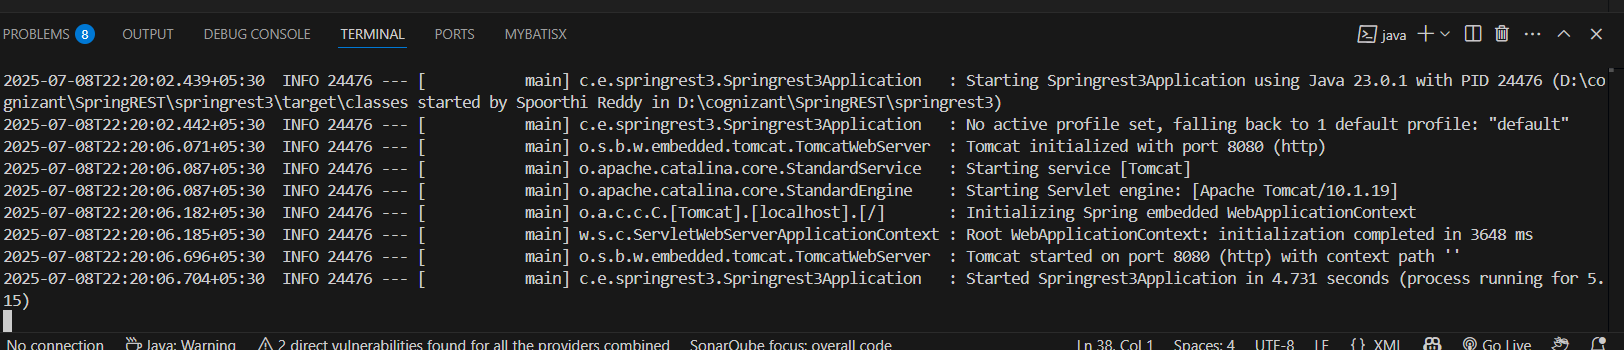 PROBLEMS 8 OUTPUT DEBUG CONSOLE TERMINAL PORTS MYBATISX java
2025-07-08T22:20:02.439+05:30  INFO 24476 --- [           main] c.e.springrest3.Springrest3Application   : Starting Springrest3Application using Java 23.0.1 with PID 24476 (D:\co
gnizant\SpringREST\springrest3\target\classes started by Spoorthi Reddy in D:\cognizant\SpringREST\springrest3)
2025-07-08T22:20:02.442+05:30  INFO 24476 --- [           main] c.e.springrest3.Springrest3Application   : No active profile set, falling back to 1 default profile: "default"
2025-07-08T22:20:06.071+05:30  INFO 24476 --- [           main] o.s.b.w.embedded.tomcat.TomcatWebServer  : Tomcat initialized with port 8080 (http)
2025-07-08T22:20:06.087+05:30  INFO 24476 --- [           main] o.apache.catalina.core.StandardService   : Starting service [Tomcat]
2025-07-08T22:20:06.087+05:30  INFO 24476 --- [           main] o.apache.catalina.core.StandardEngine    : Starting Servlet engine: [Apache Tomcat/10.1.19]
2025-07-08T22:20:06.182+05:30  INFO 24476 --- [           main] o.a.c.c.C.[Tomcat].[localhost].[/]       : Initializing Spring embedded WebApplicationContext
2025-07-08T22:20:06.185+05:30  INFO 24476 --- [           main] w.s.c.ServletWebServerApplicationContext : Root WebApplicationContext: initialization completed in 3648 ms
2025-07-08T22:20:06.696+05:30  INFO 24476 --- [           main] o.s.b.w.embedded.tomcat.TomcatWebServer  : Tomcat started on port 8080 (http) with context path ''
2025-07-08T22:20:06.704+05:30  INFO 24476 --- [           main] c.e.springrest3.Springrest3Application   : Started Springrest3Application in 4.731 seconds (process running for 5.
15)
No connection Java: Warning 2 direct vulnerabilities found for all the providers combined SonarQube focus: overall code Ln 38, Col 1 Spaces: 4 UTF-8 LF {} XML Go Live